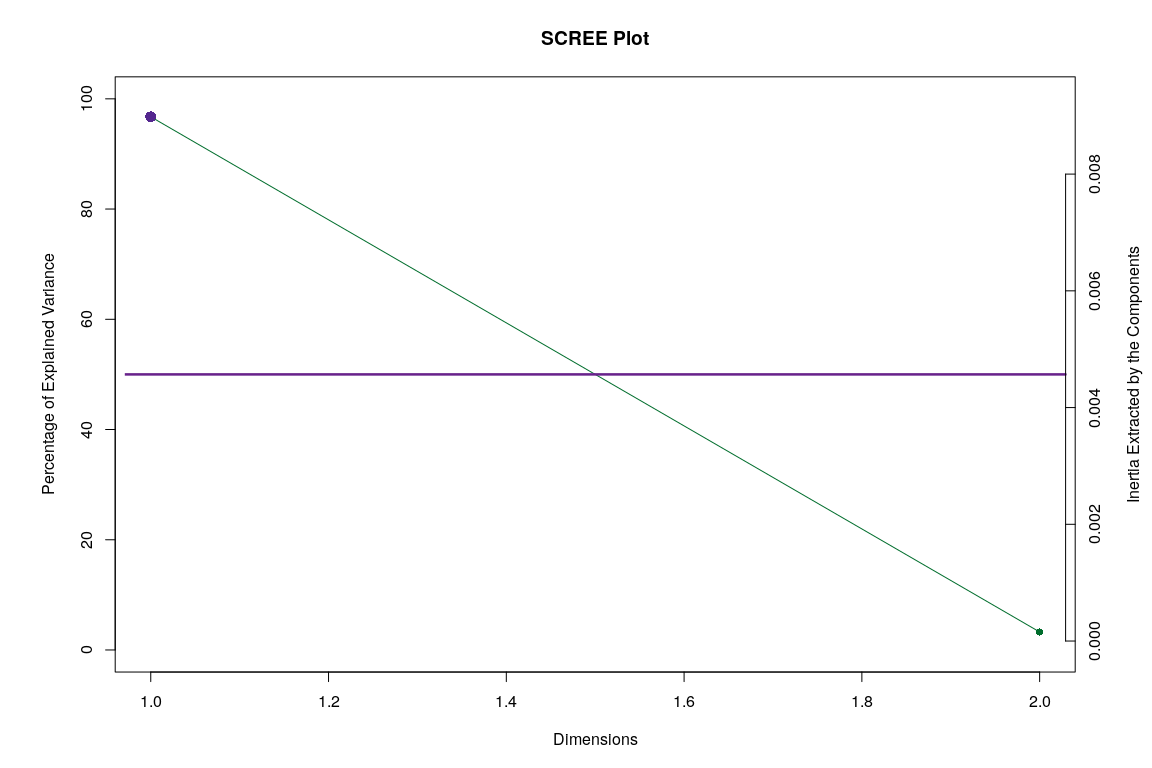 SCREE Plot
Percentage of Explained Variance
100
80
60
40
20
0
1.0 1.2 1.4 1.6 1.8 2.0
Dimensions
0.008
0.006
0.004
0.002
0.000
Inertia Extracted by the Components